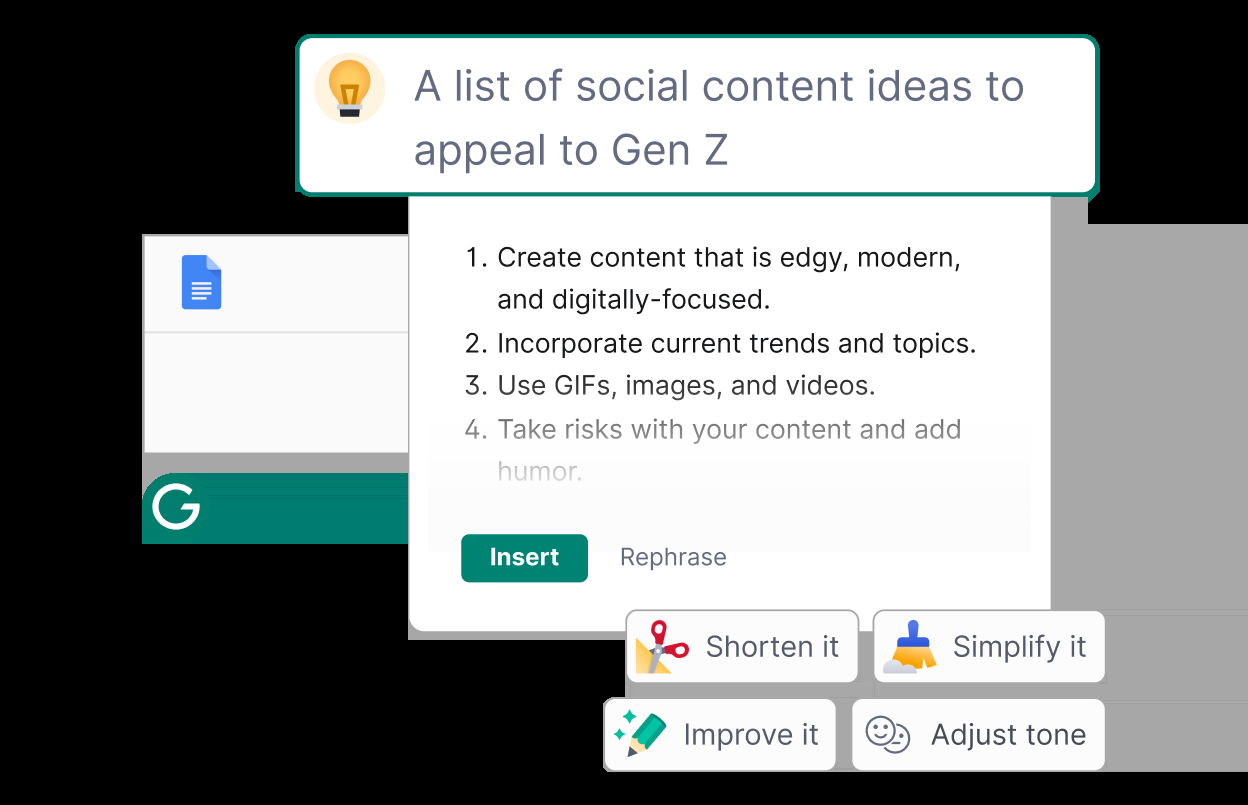 A list of social content ideas to
appeal to Gen Z
1. Create content that is edgy, modern,
and digitally-focused.
2. Incorporate current trends and topics.
3. Use GIFs, images, and videos.
4. Take risks with your content and add
humor.
Insert Rephrase
Shorten it Simplify it
Improve it Adjust tone